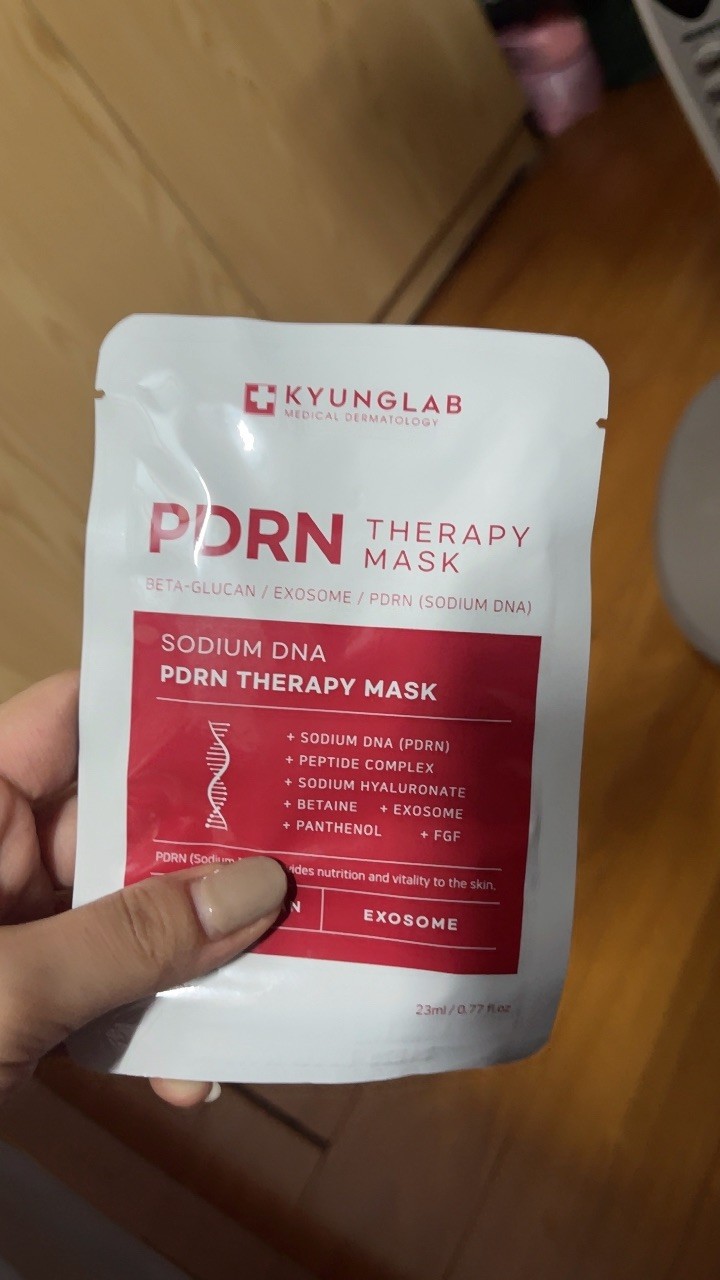 KYUNGLAB
MEDICAL DERMATOLOGY
PDRN THERAPY MASK
BETA-GLUCAN / EXOSOME / PDRN (SODIUM DNA)
SODIUM DNA
PDRN THERAPY MASK
+ SODIUM DNA (PDRN)
+ PEPTIDE COMPLEX
+ SODIUM HYALURONATE
+ BETAINE + EXOSOME
+ PANTHENOL + FGF
PDRN (Sodium nutrition and vitality to the skin.
EXOSOME
23ml / 0.77 fl.oz